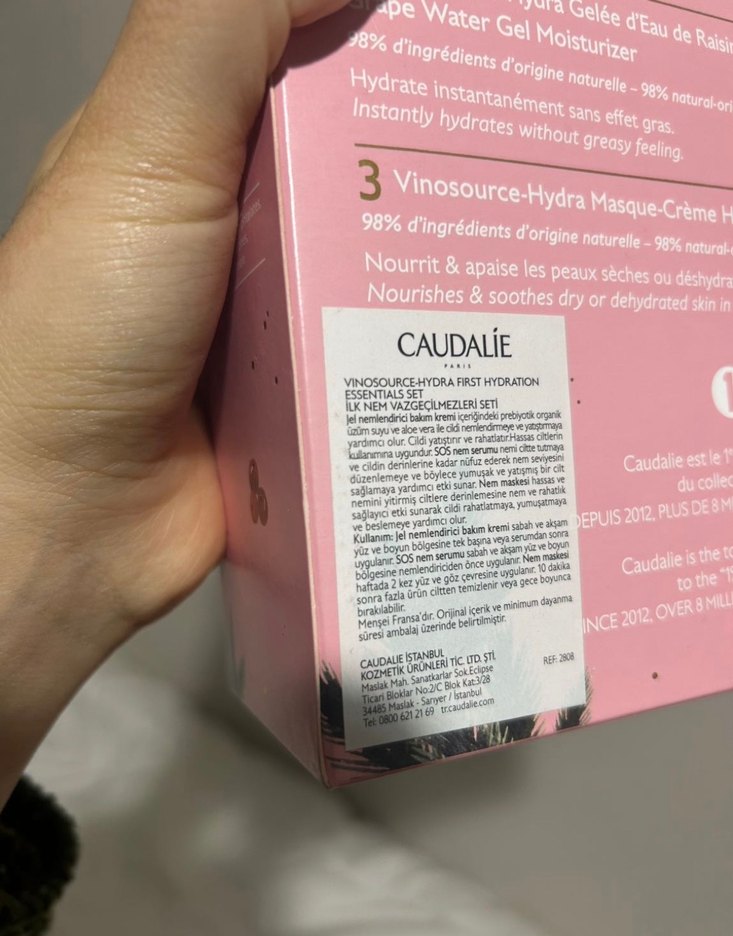 ydra Gelée d'Eau de Raisin
Grape Water Gel Moisturizer
98% d'ingrédients d'origine naturelle – 98% natural-ori
Hydrate instantanément sans effet gras.
Instantly hydrates without greasy feeling.
3 Vinosource-Hydra Masque-Crème H
98% d'ingrédients d'origine naturelle – 98% natural-
Nourrit & apaise les peaux sèches ou déshydra
Nourishes & soothes dry or dehydrated skin in
CAUDALÍE
PARIS
VINOSOURCE-HYDRA FIRST HYDRATION
ESSENTIALS SET
İLK NEM VAZGEÇİLMEZLERİ SETİ
Jel nemlendirici bakım kremi içeriğindeki prebiyotik organik
üzüm suyu ve aloe vera ile cildi nemlendirmeye ve yatıştırmaya
yardımcı olur. Cildi yatıştırır ve rahatlatır.Hassas ciltlerin
kullanımına uygundur. SOS nem serumu nemi ciltte tutmaya
ve cildin derinlerine kadar nüfuz ederek nem seviyesini
düzenlemeye ve böylece yumuşak ve yatışmış bir cilt
sağlamaya yardımcı etki sunar. Nem maskesi hassas ve
nemini yitirmiş ciltlere derinlemesine nem ve rahatlık
sağlayıcı etki sunarak cildi rahatlatmaya, yumuşatmaya
ve beslemeye yardımcı olur.
Kullanım: Jel nemlendirici bakım kremi sabah ve akşam
yüz ve boyun bölgesine tek başına veya serumdan sonra
uygulanır. SOS nem serumu sabah ve akşam yüz ve boyun
bölgesine nemlendiriciden önce uygulanır. Nem maskesi
haftada 2 kez yüz ve göz çevresine uygulanır. 10 dakika
sonra fazla ürün ciltten temizlenir veya gece boyunca
bırakılabilir.
Menşei Fransa'dır. Orijinal içerik ve minimum dayanma
süresi ambalaj üzerinde belirtilmiştir.
CAUDALIE İSTANBUL
KOZMETİK ÜRÜNLERİ TİC. LTD. ŞTİ.
REF: 2808
Maslak Mah. Sanatkarlar Sok.Eclipse
Ticari Bloklar No:2/C Blok Kat:3/28
34485 Maslak - Sarıyer / İstanbul
Tel: 0800 621 21 69 tr.caudalie.com
1
Caudalie est le 1
du collec
DEPUIS 2012, PLUS DE 8 MI
Caudalie is the to
to the "1
INCE 2012, OVER 8 MILLI